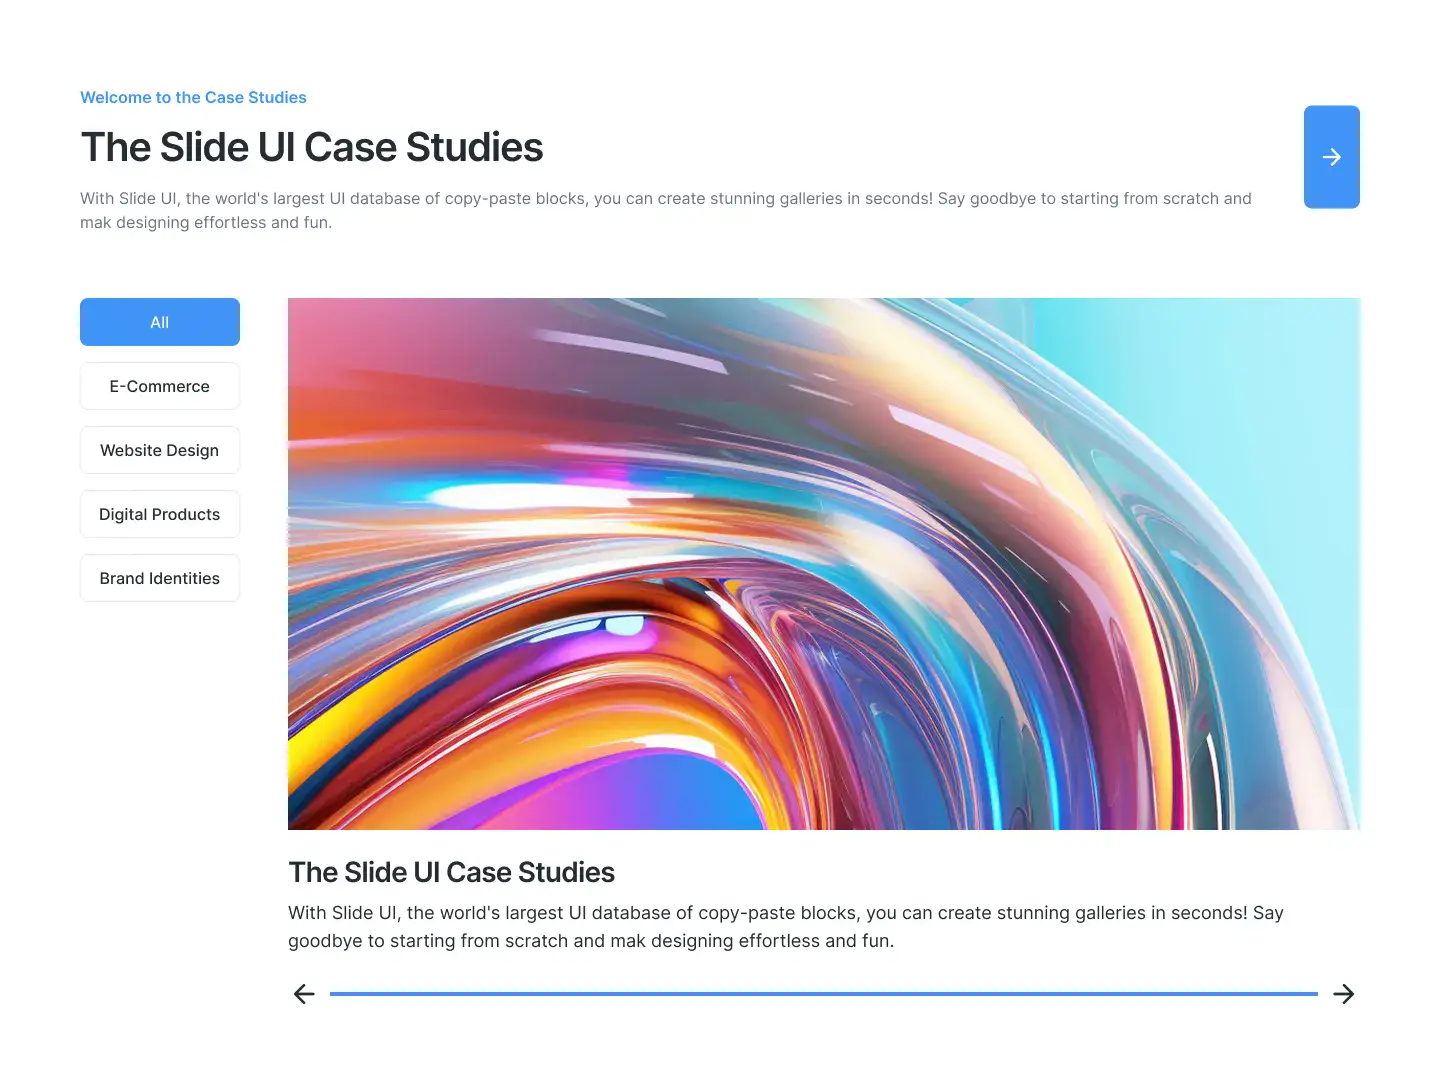 Welcome to the Case Studies
The Slide UI Case Studies
With Slide UI, the world's largest UI database of copy-paste blocks, you can create stunning galleries in seconds! Say goodbye to starting from scratch and
mak designing effortless and fun.
All
E-Commerce
Website Design
Digital Products
Brand Identities
The Slide UI Case Studies
With Slide UI, the world's largest UI database of copy-paste blocks, you can create stunning galleries in seconds! Say
goodbye to starting from scratch and mak designing effortless and fun.